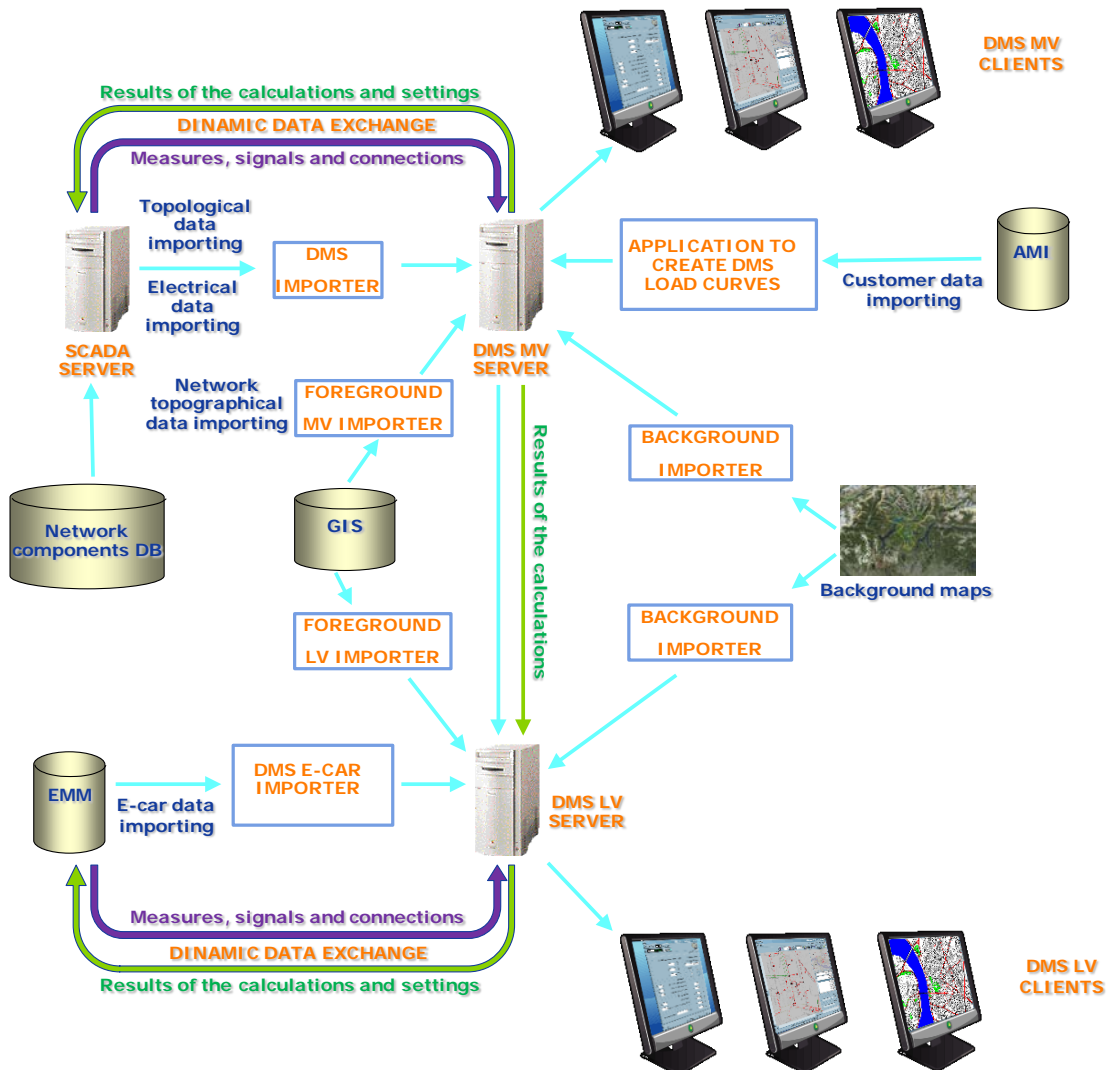 DMS MV
CLIENTS
Results of the calculations and settings
DINAMIC DATA EXCHANGE
Measures, signals and connections
Topological
data
importing
Electrical
data
importing
DMS
IMPORTER
SCADA
SERVER
DMS MV
SERVER
APPLICATION TO
CREATE DMS
LOAD CURVES
Customer data
importing
AMI
Network
topographical
data importing
FOREGROUND
MV IMPORTER
Results of the calculations
BACKGROUND
IMPORTER
Network
components DB
GIS
Background maps
FOREGROUND
LV IMPORTER
BACKGROUND
IMPORTER
EMM
E-car data
importing
DMS E-CAR
IMPORTER
DMS LV
SERVER
Measures, signals and connections
DINAMIC DATA EXCHANGE
Results of the calculations and settings
DMS LV
CLIENTS